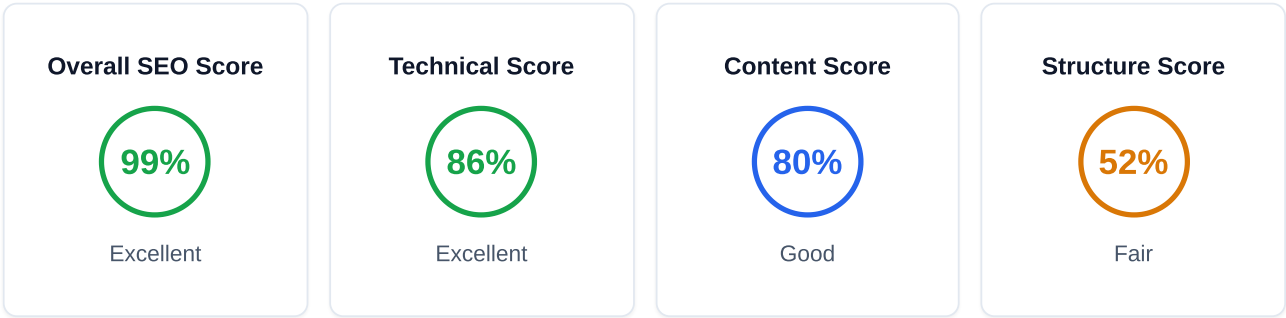 Overall SEO Score
99%
Excellent
Technical Score
86%
Excellent
Content Score
80%
Good
Structure Score
52%
Fair